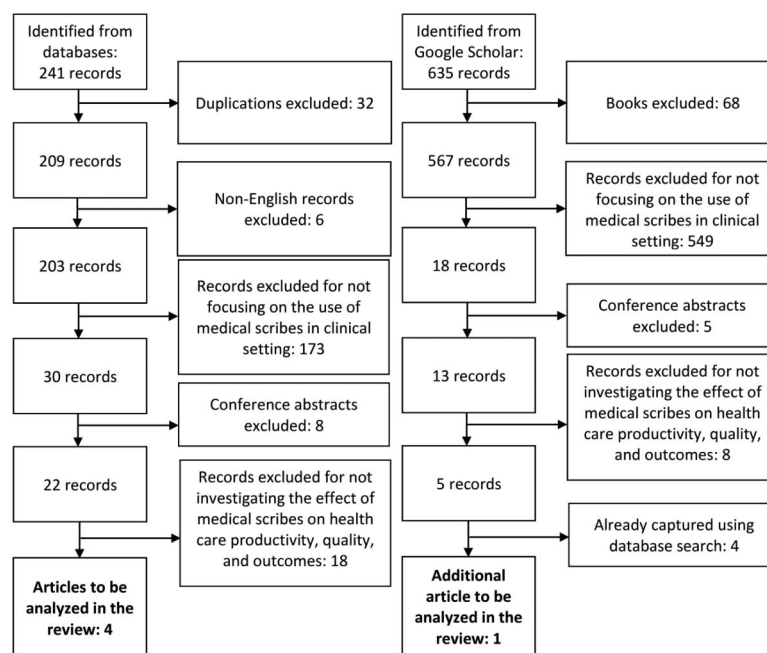 Identified from
databases:
241 records
Duplications excluded: 32
209 records
Non-English records
excluded: 6
203 records
Records excluded for not
focusing on the use of
medical scribes in clinical
setting: 173
30 records
Conference abstracts
excluded: 8
22 records
Records excluded for not
investigating the effect of
medical scribes on health
care productivity, quality,
and outcomes: 18
Articles to be
analyzed in the
review: 4
Identified from
Google Scholar:
635 records
Books excluded: 68
567 records
Records excluded for not
focusing on the use of
medical scribes in clinical
setting: 549
18 records
Conference abstracts
excluded: 5
13 records
Records excluded for not
investigating the effect of
medical scribes on health
care productivity, quality,
and outcomes: 8
5 records
Already captured using
database search: 4
Additional
article to be
analyzed in the
review: 1